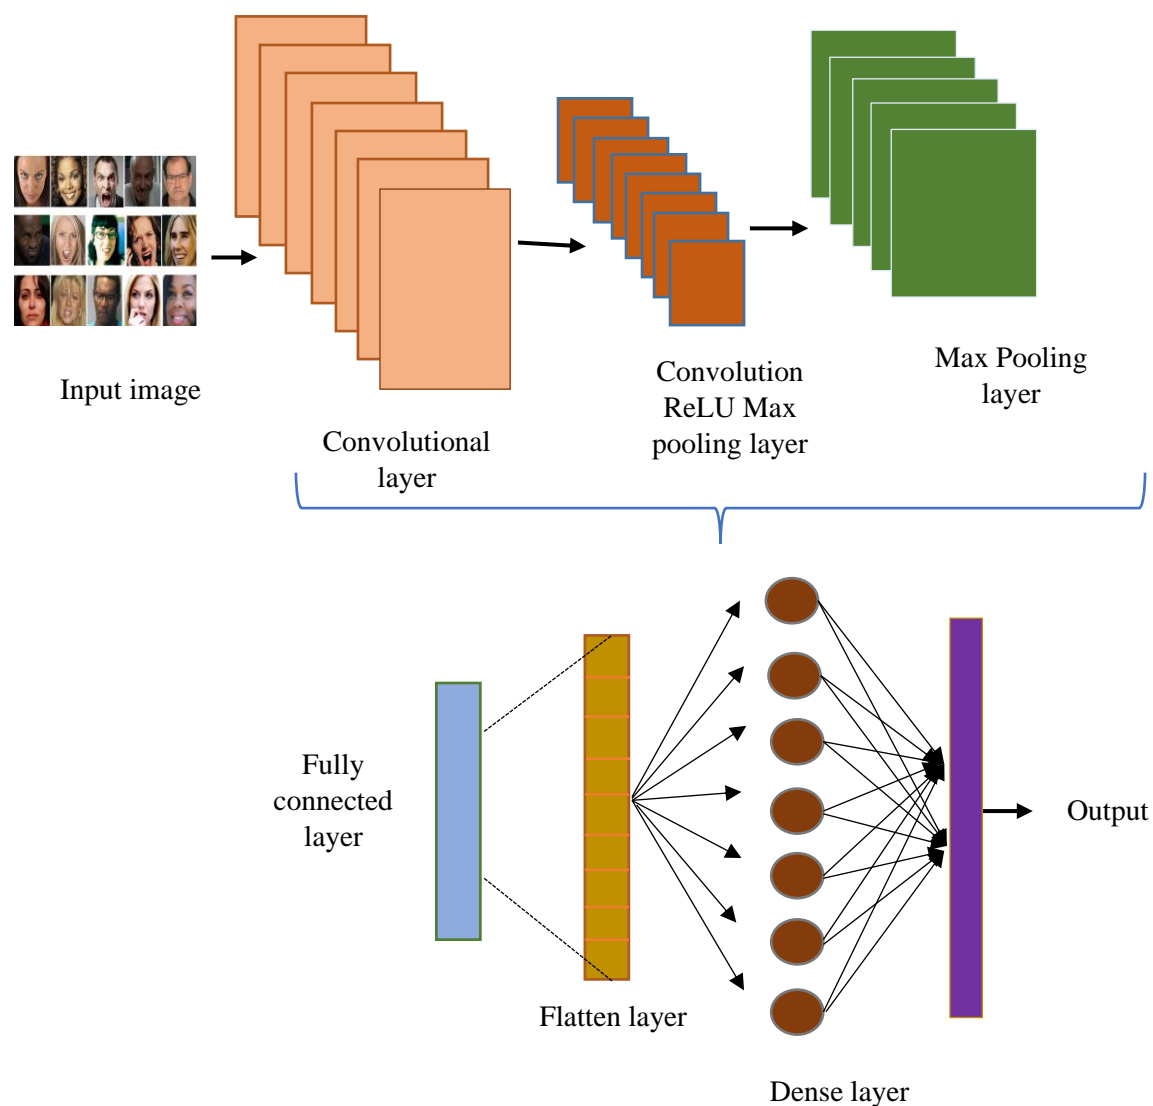 Input image
Convolutional
layer
Convolution
ReLU Max
pooling layer
Max Pooling
layer
Fully
connected
layer
Flatten layer
Dense layer
Output